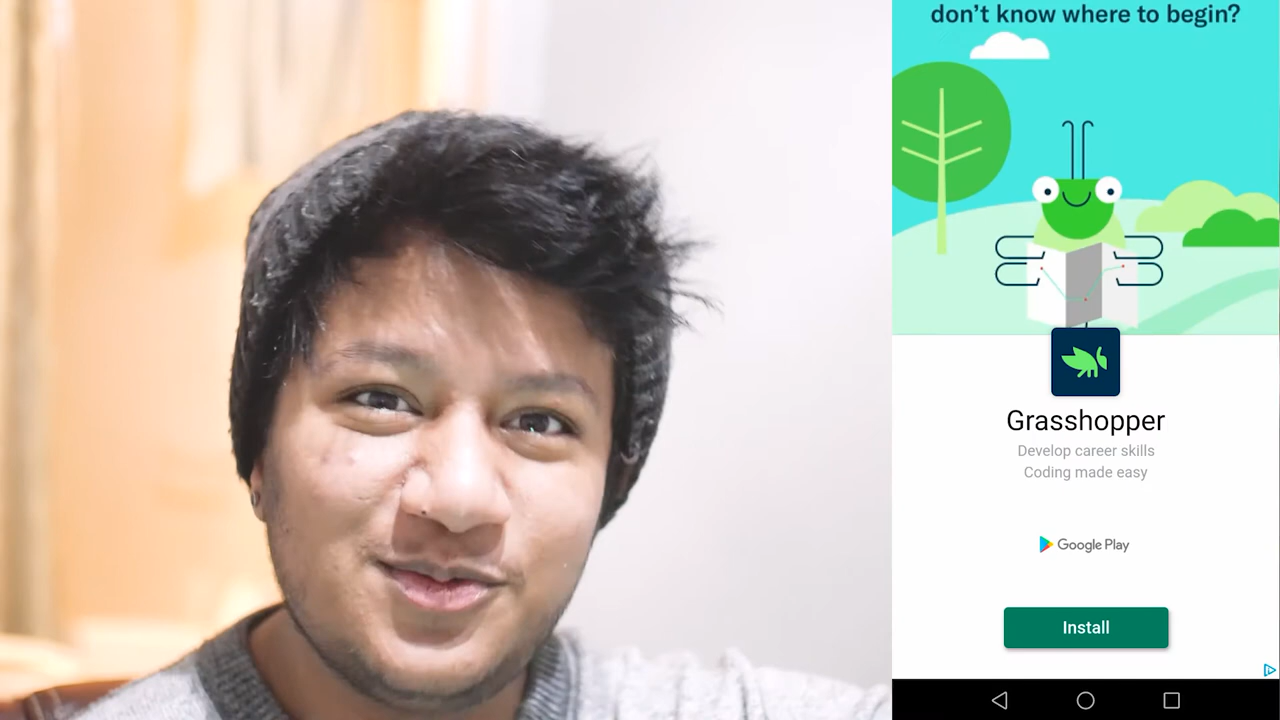 don't know where to begin?
Grasshopper
Develop career skills
Coding made easy
Google Play
Install